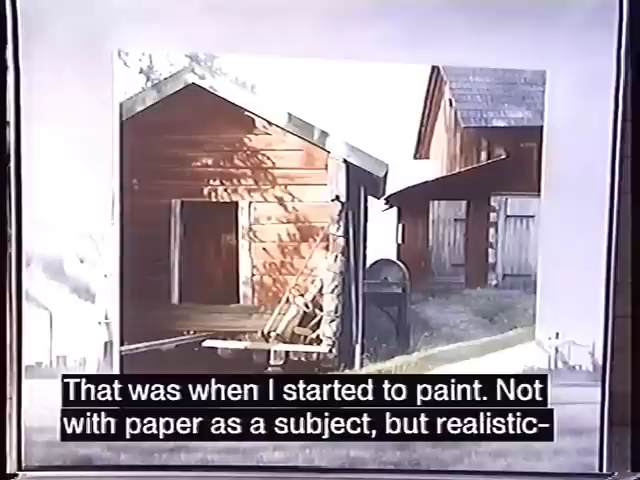 That was when I started to paint. Not
with paper as a subject, but realistic-